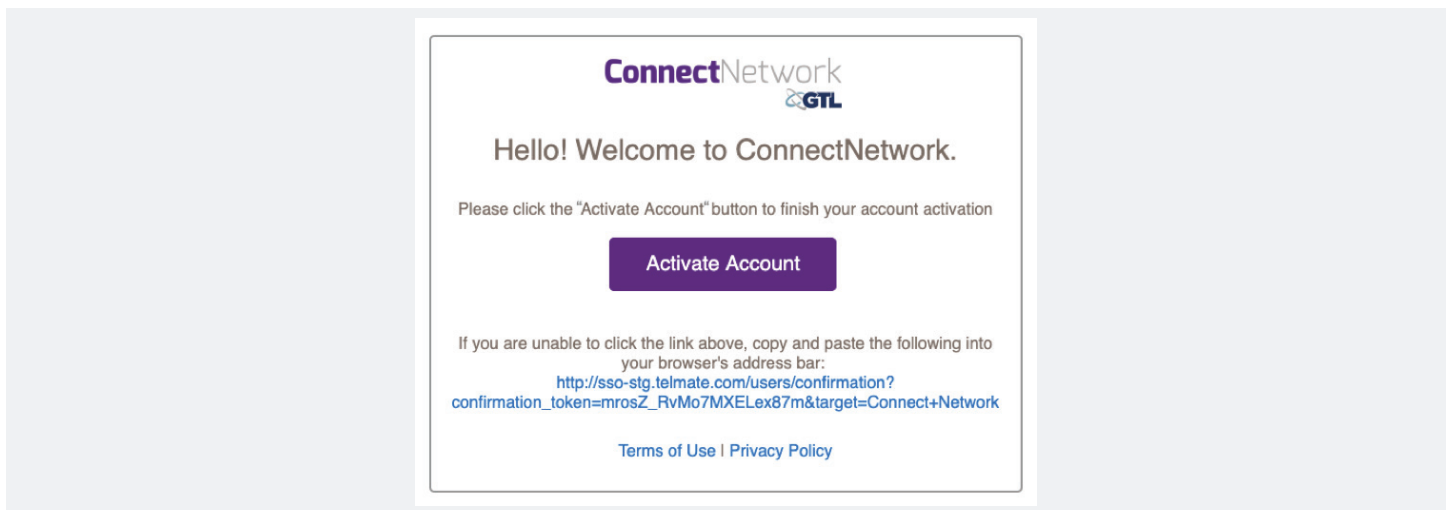 ConnectNetwork
GTL
Hello! Welcome to ConnectNetwork.
Please click the “Activate Account“ button to finish your account activation
Activate Account
If you are unable to click the link above, copy and paste the following into
your browser's address bar:
http://sso-stg.telmate.com/users/confirmation?
confirmation_token=mrosZ_RvMo7MXELex87m&target=Connect+Network
Terms of Use | Privacy Policy